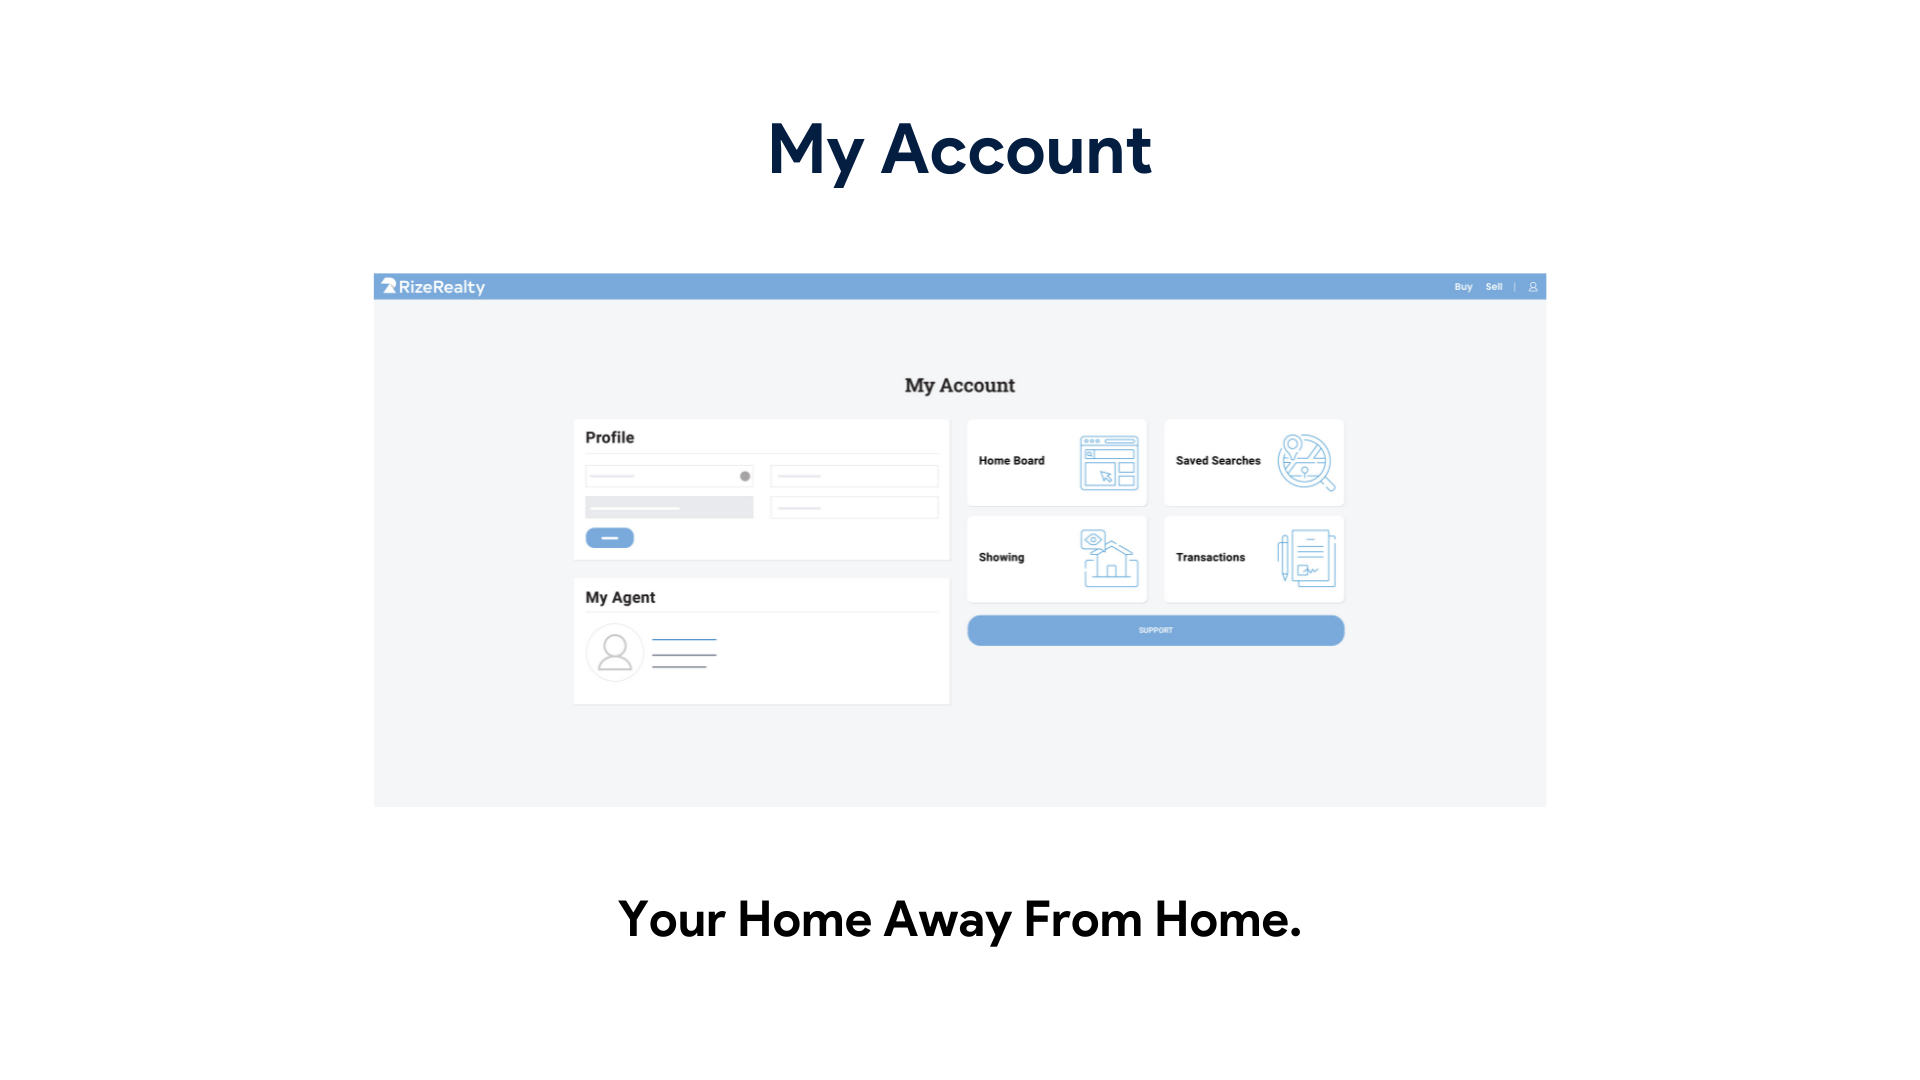 My Account
RizeRealty
Buy Sell |
My Account
Profile
Home Board
Saved Searches
Showing
Transactions
My Agent
SUPPORT
Your Home Away From Home.